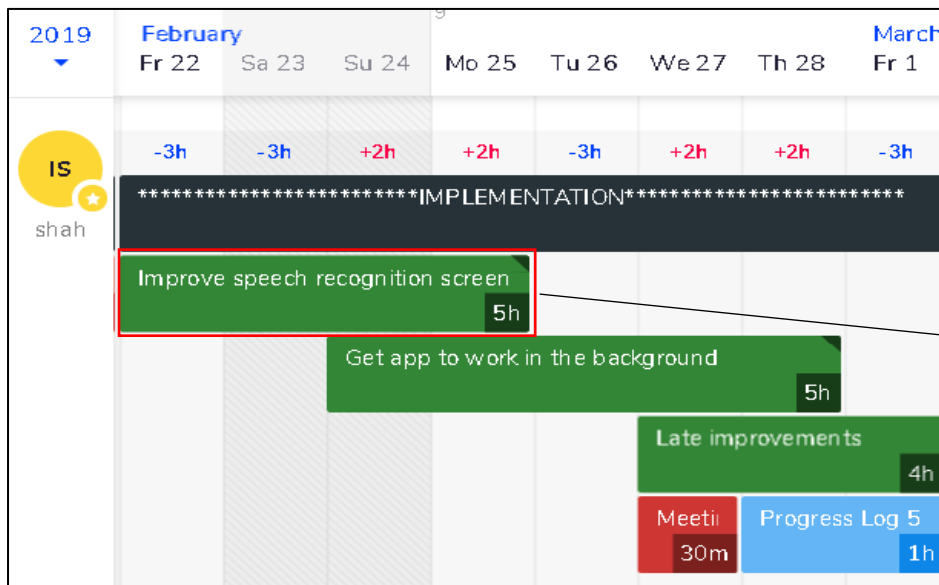 2019
February
March
Fr 22 Sa 23 Su 24 Mo 25 Tu 26 We 27 Th 28 Fr 1
IS
shah
-3h -3h +2h +2h -3h +2h +2h -3h
*************************IMPLEMENTATION*************************
Improve speech recognition screen
5h
Get app to work in the background
5h
Late improvements
4h
Meetii
30m
Progress Log 5
1h